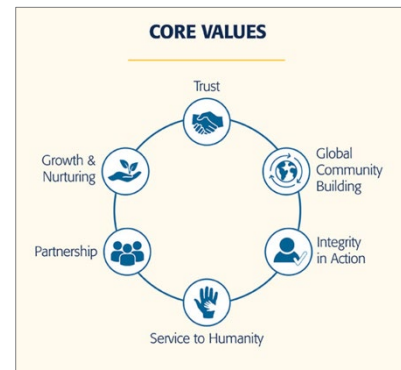 CORE VALUES
Trust
Global
Community
Building
Integrity
in Action
Service to Humanity
Partnership
Growth &
Nurturing